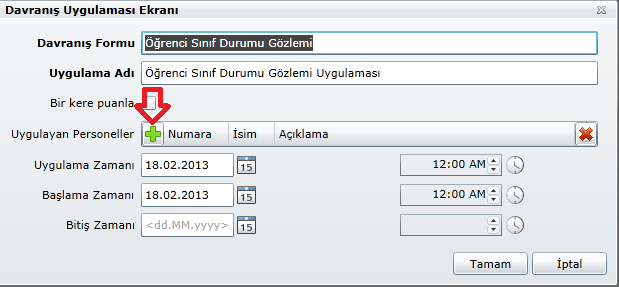 Davranış Uygulaması Ekranı
Davranış Formu Öğrenci Sınıf Durumu Gözlemi
Uygulama Adı Öğrenci Sınıf Durumu Gözlemi Uygulaması
Bir kere puanla
Uygulayan Personeller Numara İsim Açıklama
Uygulama Zamanı 18.02.2013 15 12:00 AM
Başlama Zamanı 18.02.2013 15 12:00 AM
Bitiş Zamanı <dd.MM.yyyy> 15
Tamam İptal